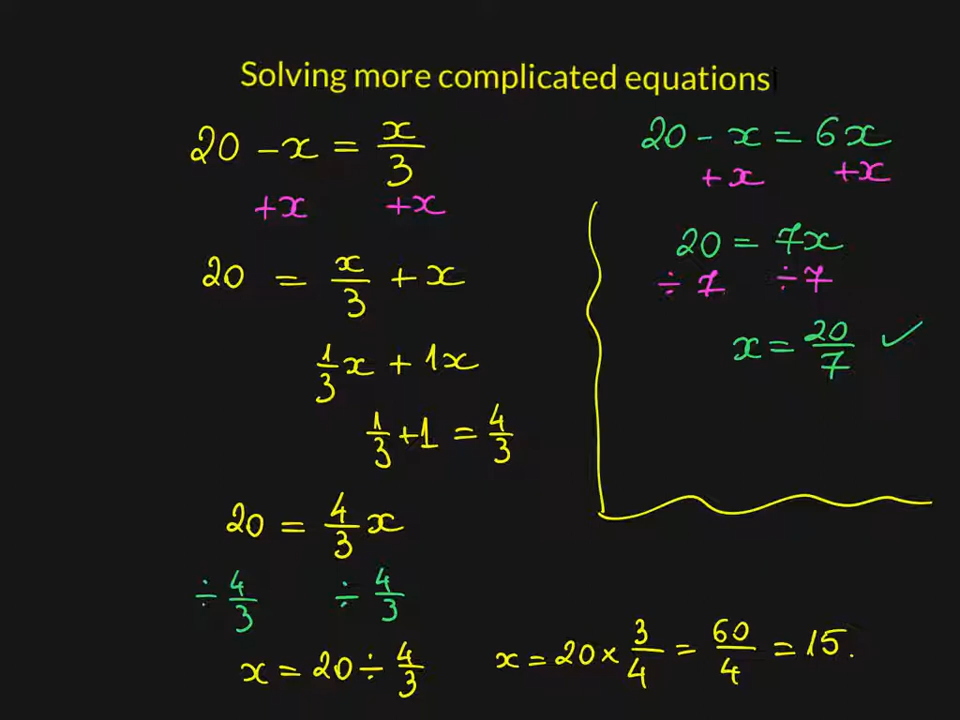 Solving more complicated equations
20 - x = x/3
+x +x
20 = x/3 + x
1/3 x + 1x
1/3 + 1 = 4/3
20 = 4/3 x
÷ 4/3 ÷ 4/3
x = 20 ÷ 4/3
x = 20 × 3/4 = 60/4 = 15.
20 - x = 6x
+x +x
20 = 7x
÷ 7 ÷ 7
x = 20/7 ✓